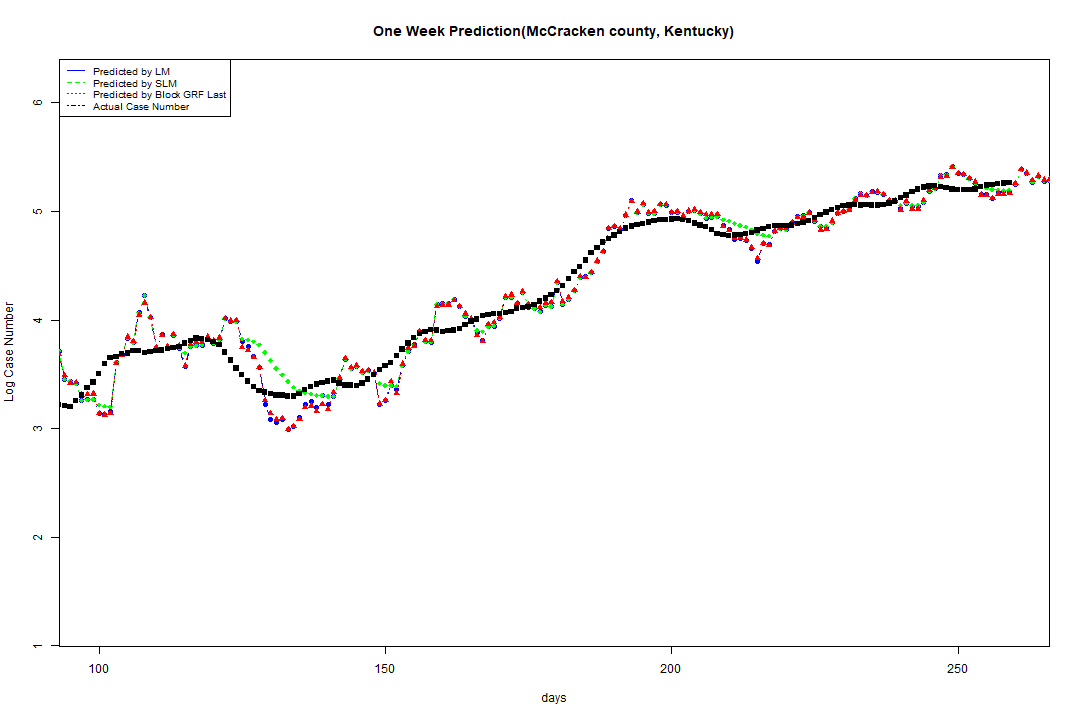 One Week Prediction(McCracken county, Kentucky)
Predicted by LM
Predicted by SLM
Predicted by Block GRF Last
Actual Case Number
6
5
4
3
2
1
Log Case Number
100 150 200 250
days